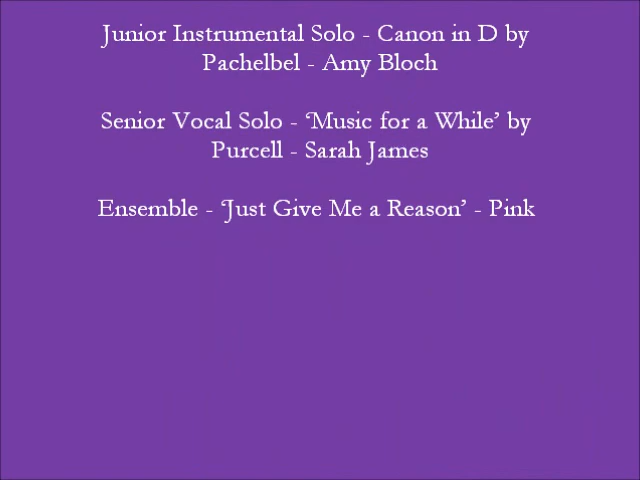 Junior Instrumental Solo - Canon in D by
Pachelbel - Amy Bloch
Senior Vocal Solo - ‘Music for a While’ by
Purcell - Sarah James
Ensemble - ‘Just Give Me a Reason’ - Pink